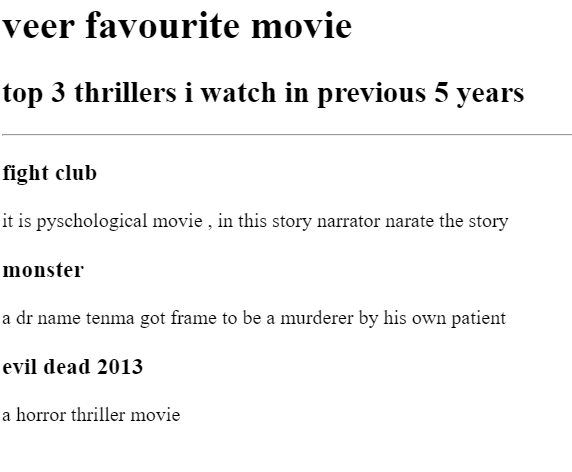 veer favourite movie
top 3 thrillers i watch in previous 5 years
fight club
it is pyschological movie , in this story narrator narate the story
monster
a dr name tenma got frame to be a murderer by his own patient
evil dead 2013
a horror thriller movie